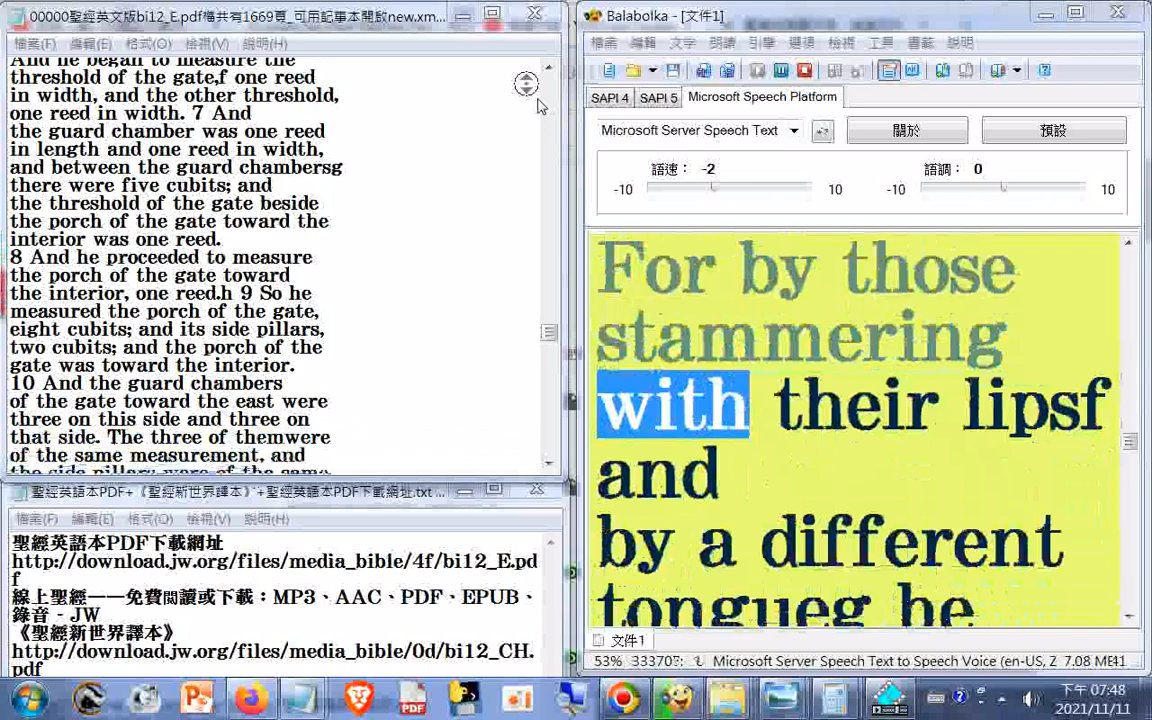 00000聖經英文版bi12_E.pdf檔共有1669頁_可用記事本開啟new.xm...
檔案(F) 編輯(E) 格式(O) 檢視(V) 說明(H)
And he began to measure the
threshold of the gate,f one reed
in width, and the other threshold,
one reed in width. 7 And
the guard chamber was one reed
in length and one reed in width,
and between the guard chambersg
there were five cubits; and
the threshold of the gate beside
the porch of the gate toward the
interior was one reed.
8 And he proceeded to measure
the porch of the gate toward
the interior, one reed.h 9 So he
measured the porch of the gate,
eight cubits; and its side pillars,
two cubits; and the porch of the
gate was toward the interior.
10 And the guard chambers
of the gate toward the east were
three on this side and three on
that side. The three of themwere
of the same measurement, and
the side pillars were of the same
聖經英語本PDF+《聖經新世界譯本》+聖經英語本PDF下載網址.txt ...
檔案(F) 編輯(E) 格式(O) 檢視(V) 說明(H)
聖經英語本PDF下載網址
http://download.jw.org/files/media_bible/4f/bi12_E.pd
f
線上聖經——免費閱讀或下載：MP3、AAC、PDF、EPUB、
錄音 - JW
《聖經新世界譯本》
http://download.jw.org/files/media_bible/0d/bi12_CH.
pdf
Balabolka - [文件1]
檔案 編輯 文字 朗讀 引擎 選項 檢視 工具 書籤 說明
SAPI 4 SAPI 5 Microsoft Speech Platform
Microsoft Server Speech Text 關於 預設
語速： -2 語調： 0
-10 10 -10 10
For by those
stammering
with their lipsf
and
by a different
tongueg he
文件1
53% Microsoft Server Speech Text to Speech Voice (en-US, Z
下午 07:48
2021/11/11